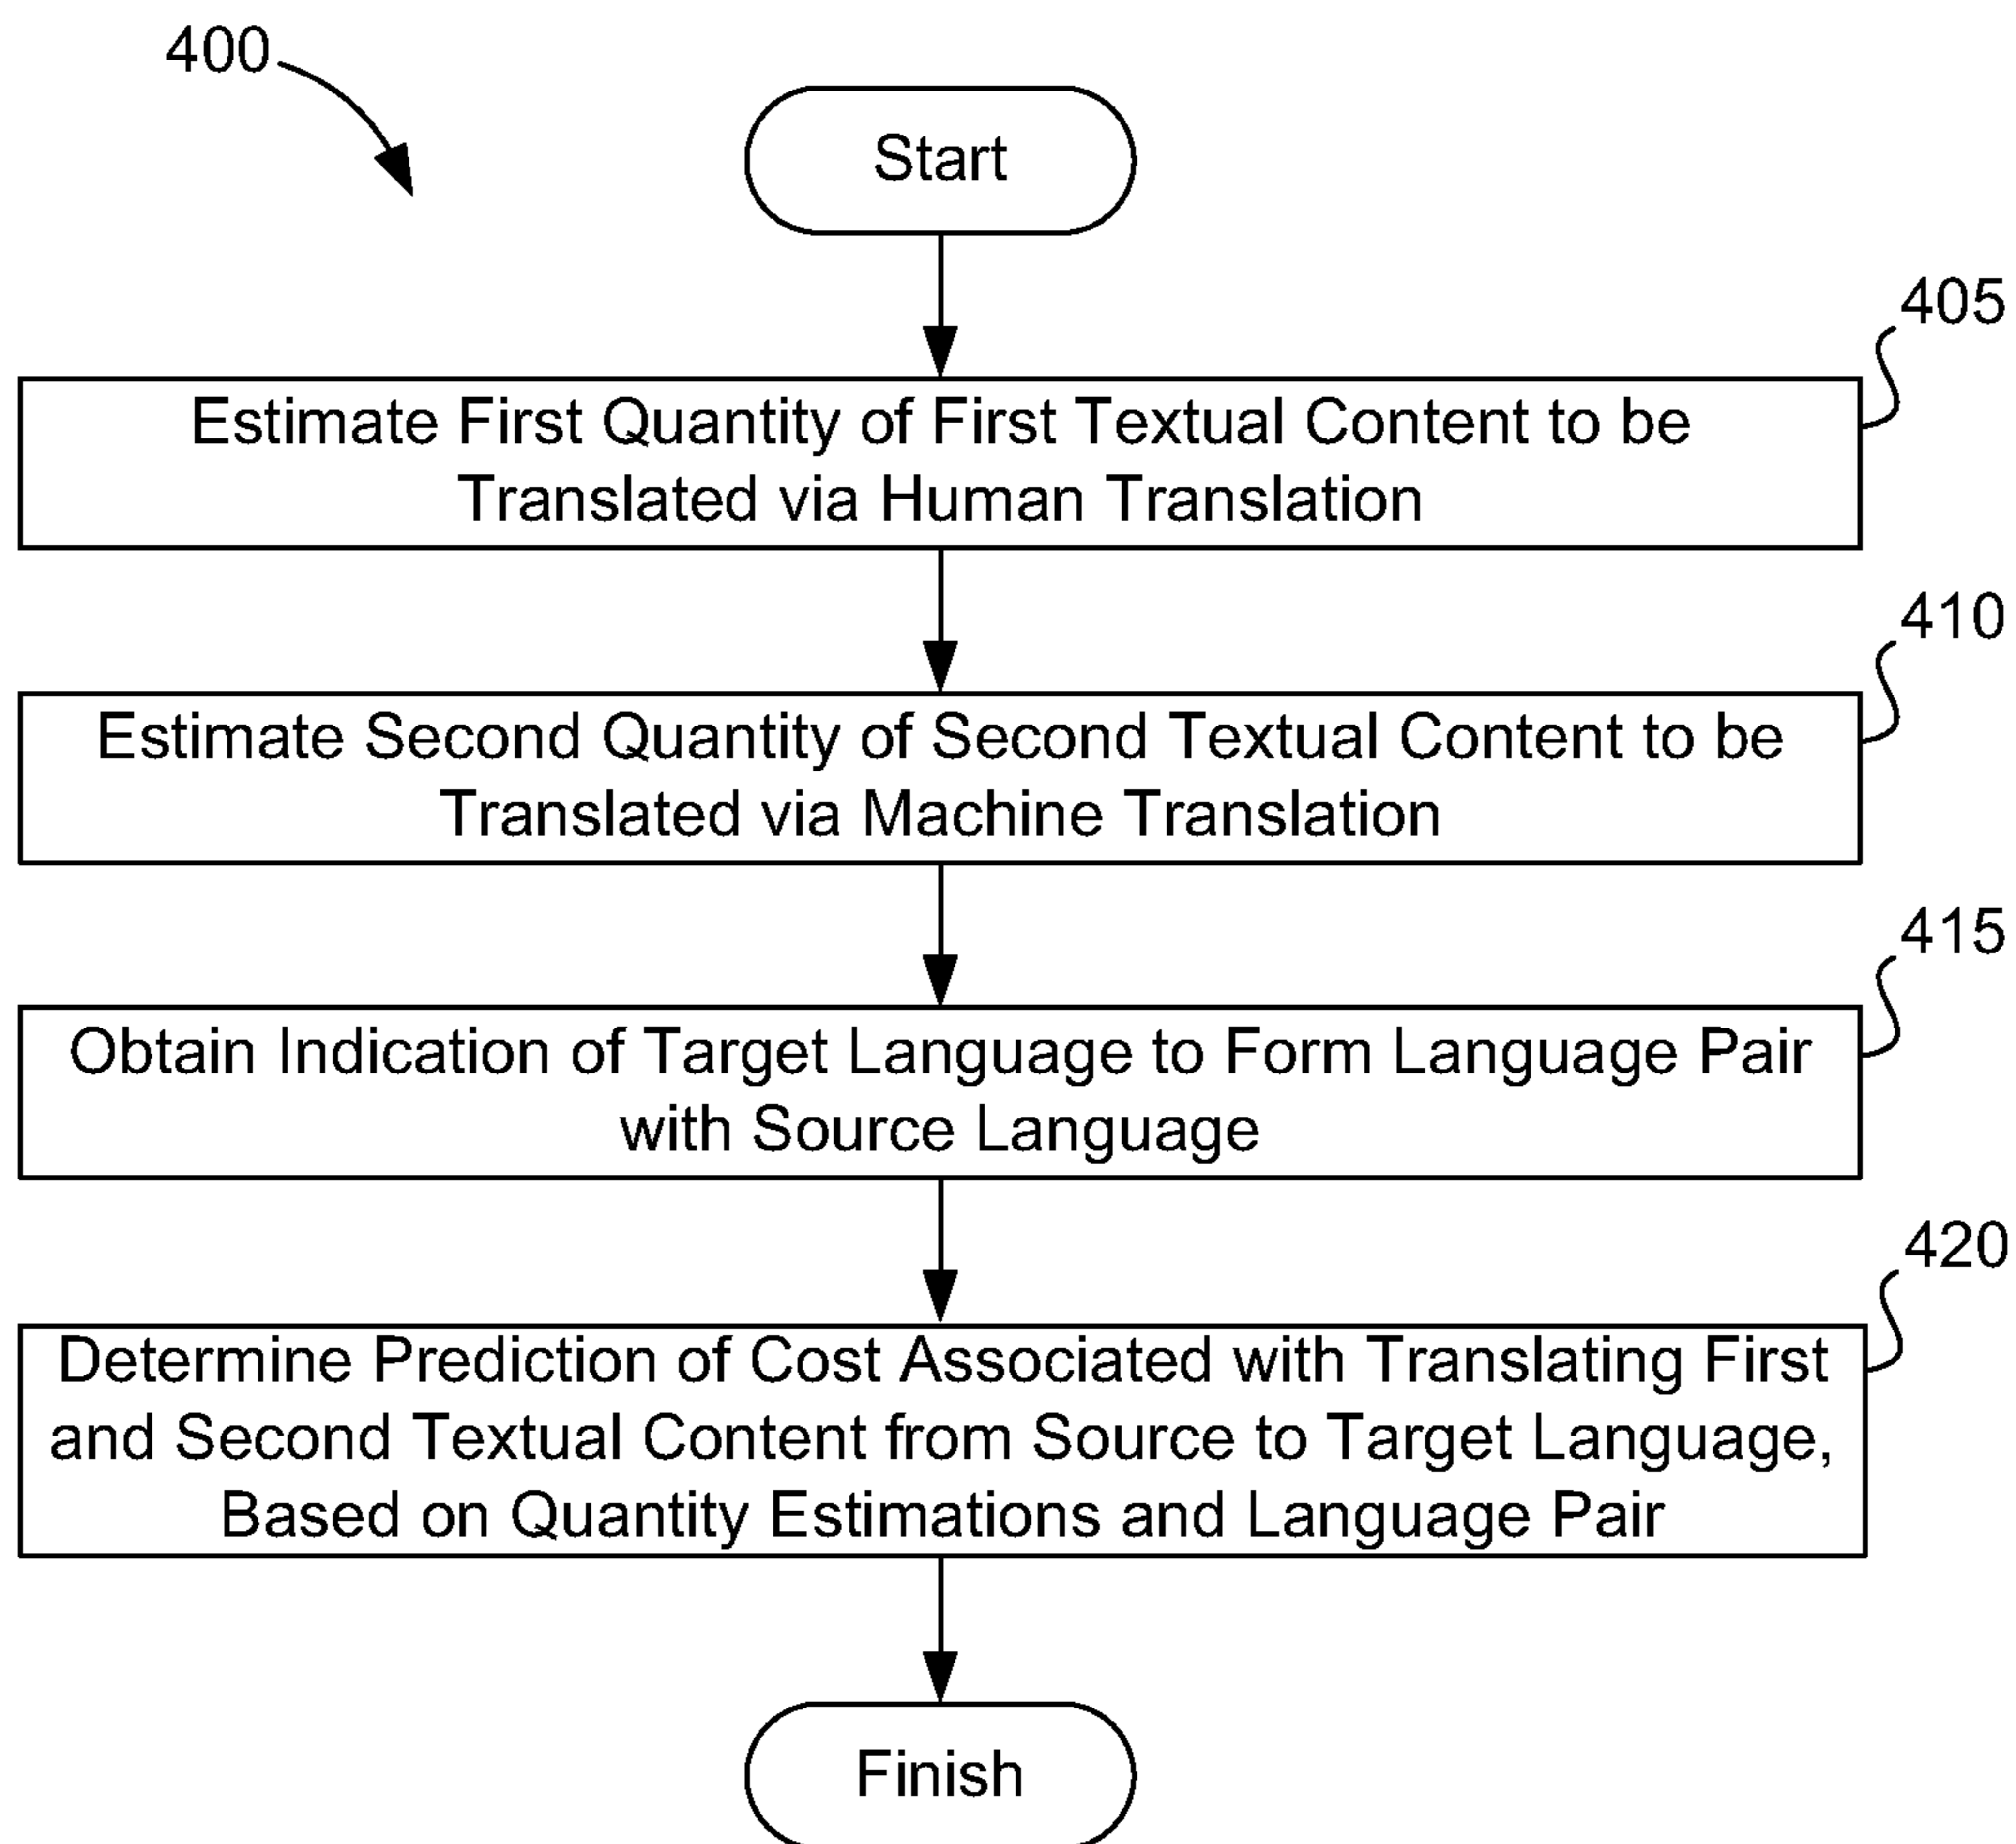 400
Start
405
Estimate First Quantity of First Textual Content to be
Translated via Human Translation
410
Estimate Second Quantity of Second Textual Content to be
Translated via Machine Translation
415
Obtain Indication of Target Language to Form Language Pair
with Source Language
420
Determine Prediction of Cost Associated with Translating First
and Second Textual Content from Source to Target Language,
Based on Quantity Estimations and Language Pair
Finish